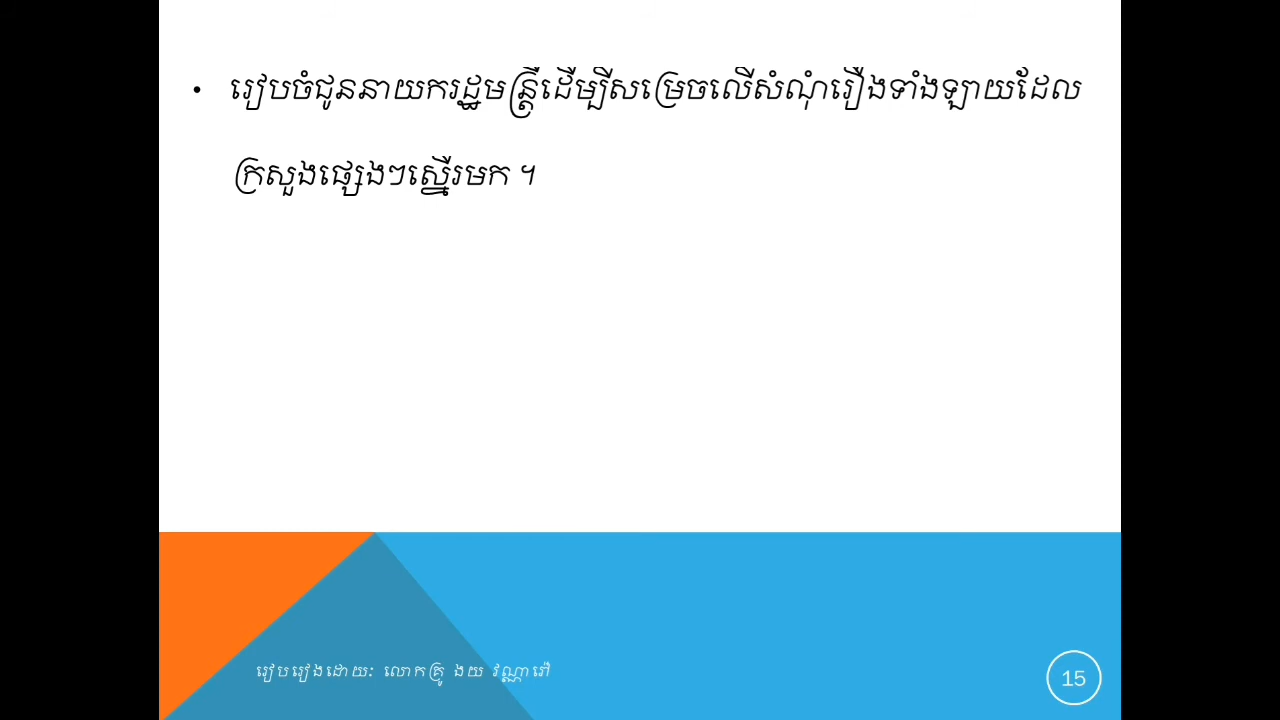 • រៀបចំជូននាយករដ្ឋមន្ត្រីដើម្បីសម្រេចលើសំណុំរឿងទាំងឡាយដែល
ក្រសួងផ្សេងៗស្នើរមក ។
រៀបរៀងដោយៈ លោកគ្រូ ងយ វណ្ណារ៉ៅ
15